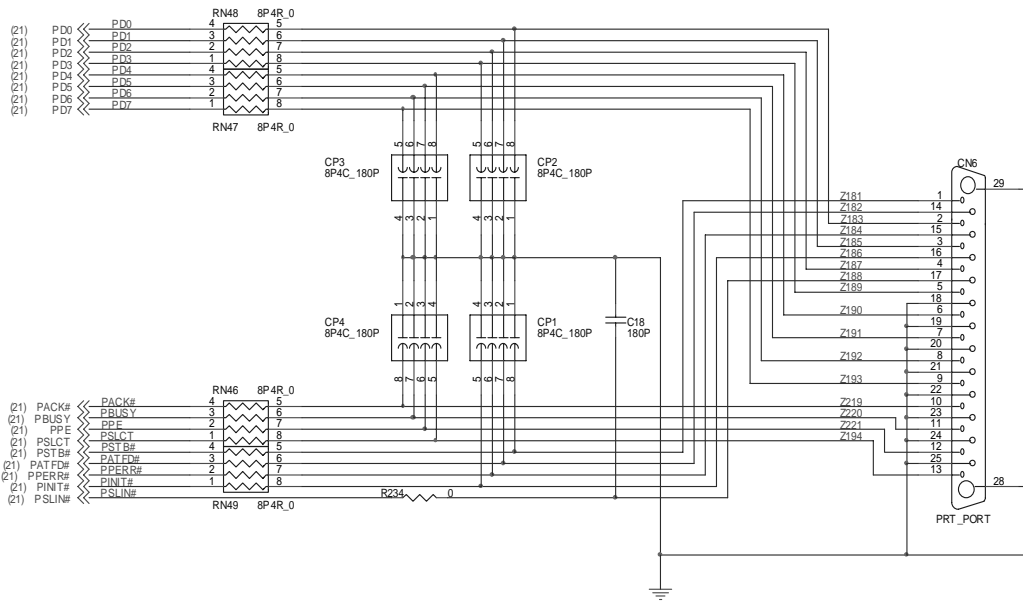 RN48 8P4R_0
(21) PD0 PD0 4 5
(21) PD1 PD1 3 6
(21) PD2 PD2 2 7
(21) PD3 PD3 1 8
(21) PD4 PD4 4 5
(21) PD5 PD5 3 6
(21) PD6 PD6 2 7
(21) PD7 PD7 1 8
RN47 8P4R_0
5 6 7 8
5 6 7 8
CP3
8P4C_180P
CP2
8P4C_180P
4 3 2 1
4 3 2 1
CN6
29
Z181 1
Z182 14
Z183 2
Z184 15
Z185 3
Z186 16
Z187 4
Z188 17
Z189 5
18
Z190 6
19
Z191 7
20
Z192 8
21
Z193 9
22
Z219 10
23
Z220 11
24
Z221 12
25
Z194 13
28
PRT_PORT
1 2 3 4
4 3 2 1
CP4
8P4C_180P
CP1
8P4C_180P
C18
180P
8 7 6 5
5 6 7 8
RN46 8P4R_0
(21) PACK# PACK# 4 5
(21) PBUSY PBUSY 3 6
(21) PPE PPE 2 7
(21) PSLCT PSLCT 1 8
(21) PSTB# PSTB# 4 5
(21) PATFD# PATFD# 3 6
(21) PPERR# PPERR# 2 7
(21) PINIT# PINIT# 1 8
(21) PSLIN# PSLIN#
R234 0
RN49 8P4R_0